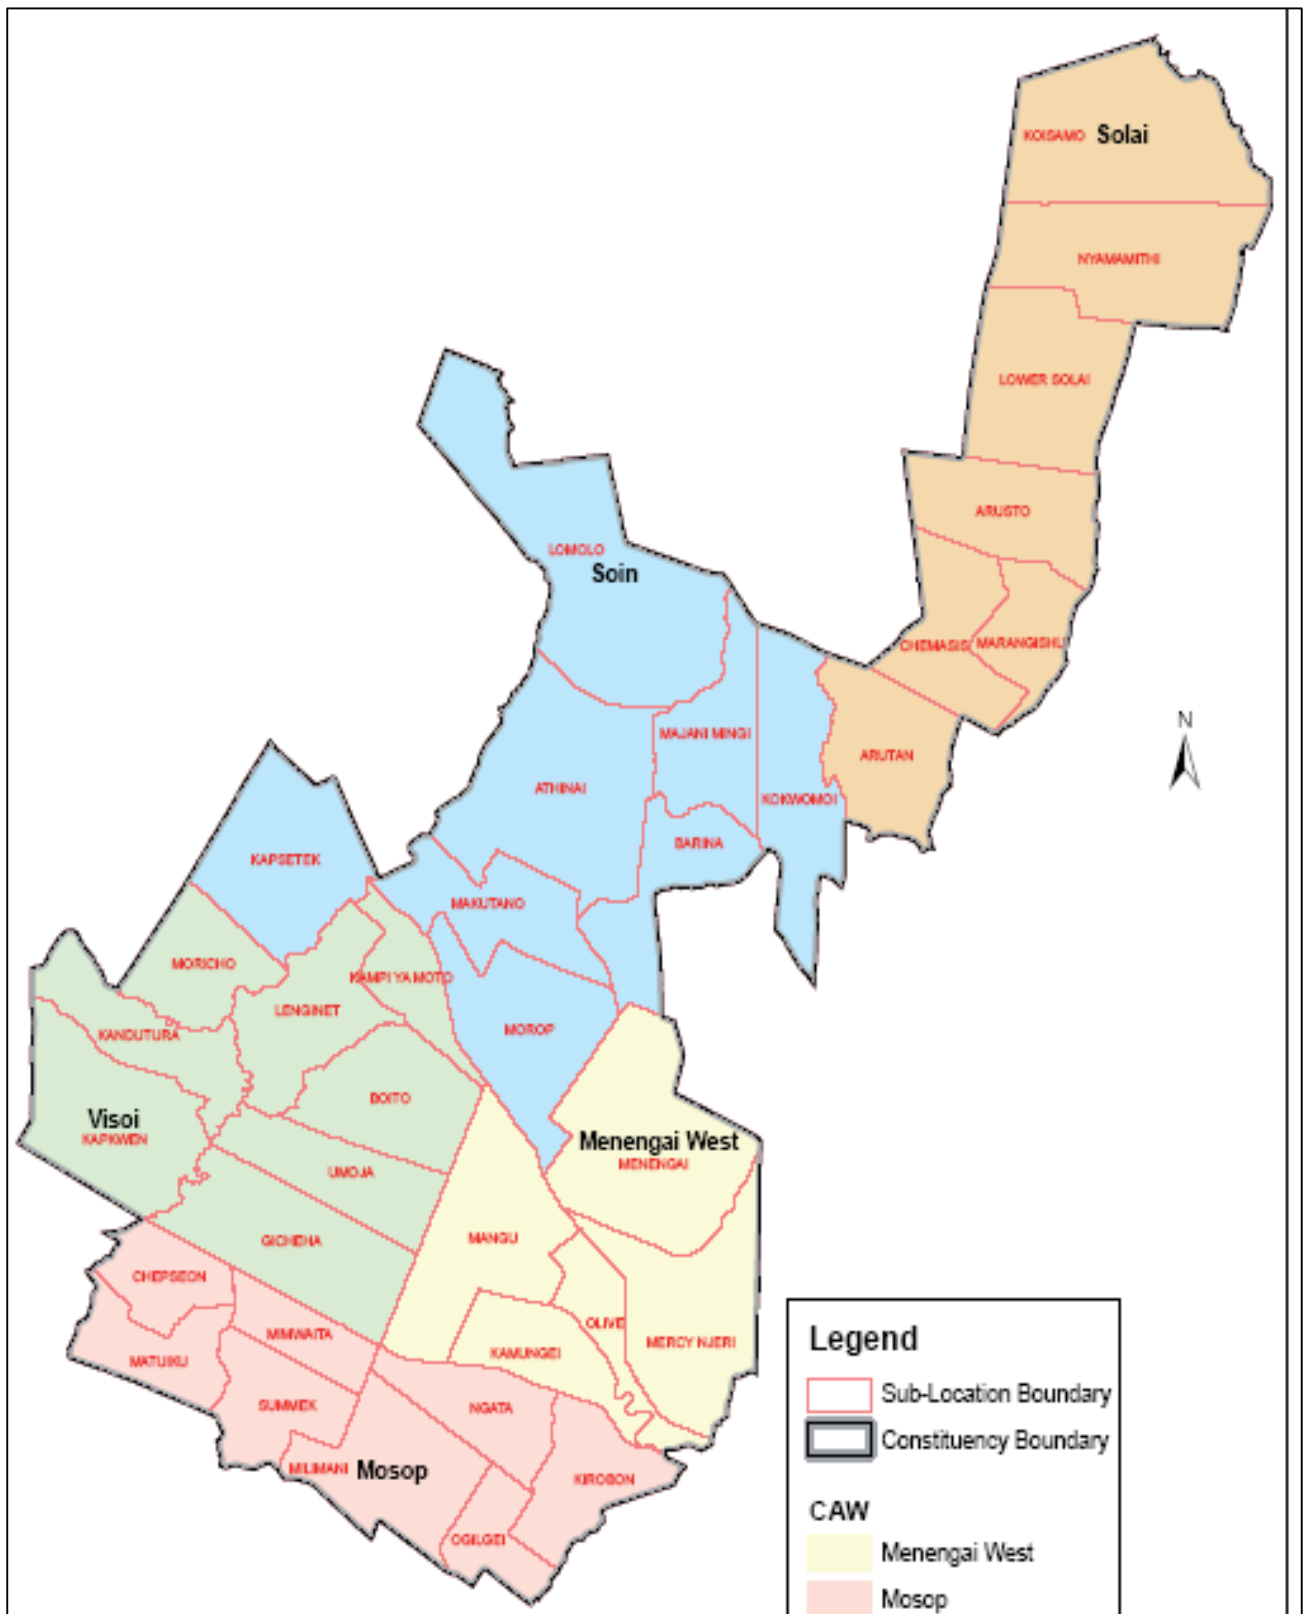 KOISAMO
Solai
NYAMAMITHI
LOWER SOLAI
ARUSTO
LOMOLO
Soin
CHEMASIS
MARANGISHU
N
MAJANI MINGI
ARUTAN
ATHINAI
KOKWOMOI
BARINA
KAPSETEK
MAKUTANO
MORICHO
KAMPI YA MOTO
LENGINET
MOROP
KANDUTURA
BOITO
Visoi
KAPKWEN
Menengai West
MENENGAI
UMOJA
MANGU
GICHEHA
CHEPSEON
OLIVE
MIMWAITA
MERCY NJERI
KAMUNGEI
MATUIKU
SUMMEK
NGATA
MILIMANI
Mosop
KIROBON
OGILGEI
Legend
Sub-Location Boundary
Constituency Boundary
CAW
Menengai West
Mosop